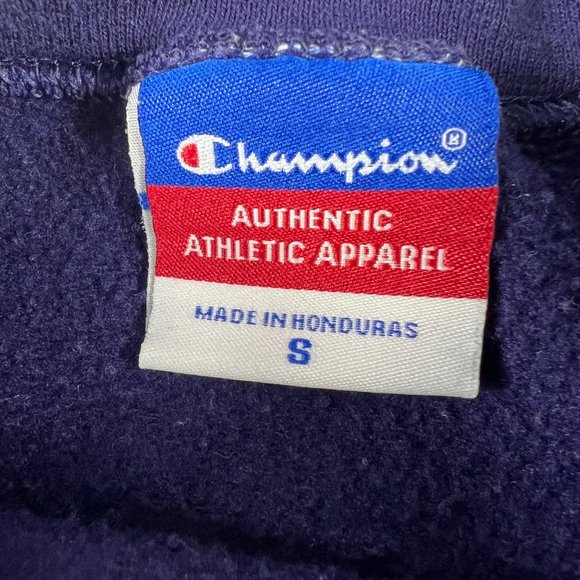 Champion®
AUTHENTIC
ATHLETIC APPAREL
MADE IN HONDURAS
S